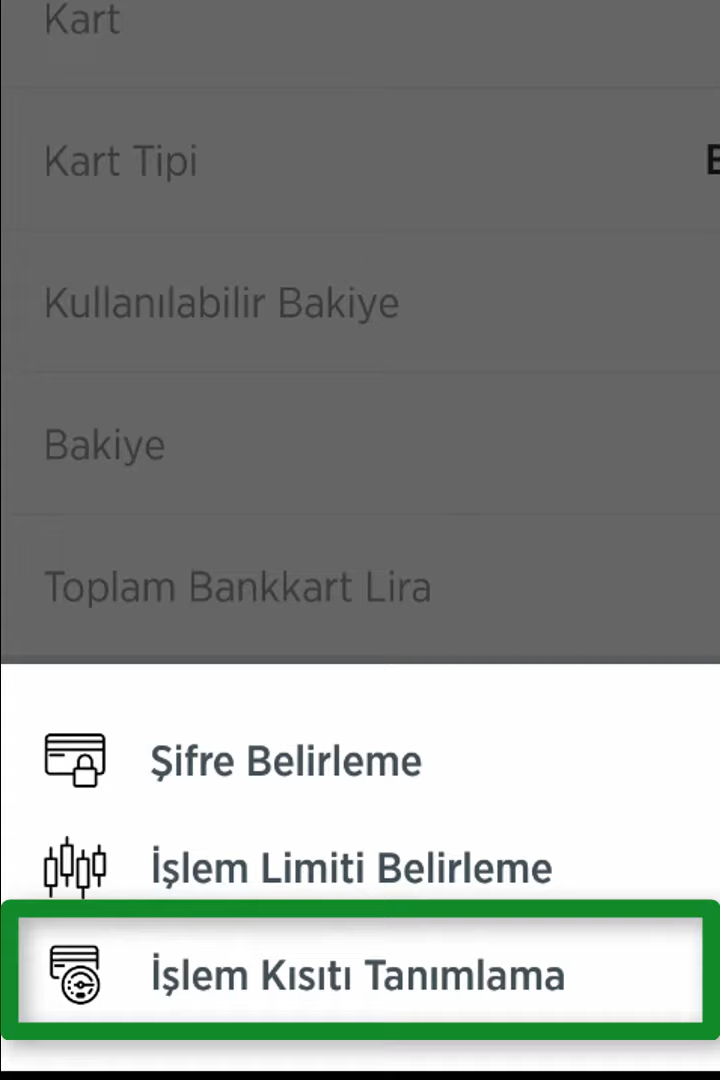 Kart
Kart Tipi
Kullanılabilir Bakiye
Bakiye
Toplam Bankkart Lira
Şifre Belirleme
İşlem Limiti Belirleme
İşlem Kısıtı Tanımlama